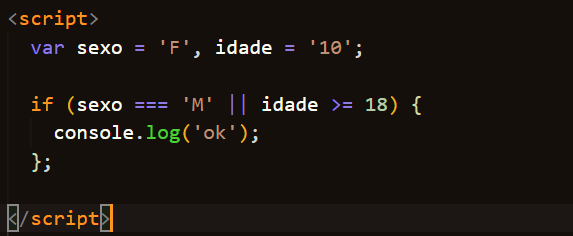 <script>
var sexo = 'F', idade = '10';
if (sexo === 'M' || idade >= 18) {
console.log('ok');
};
</script>